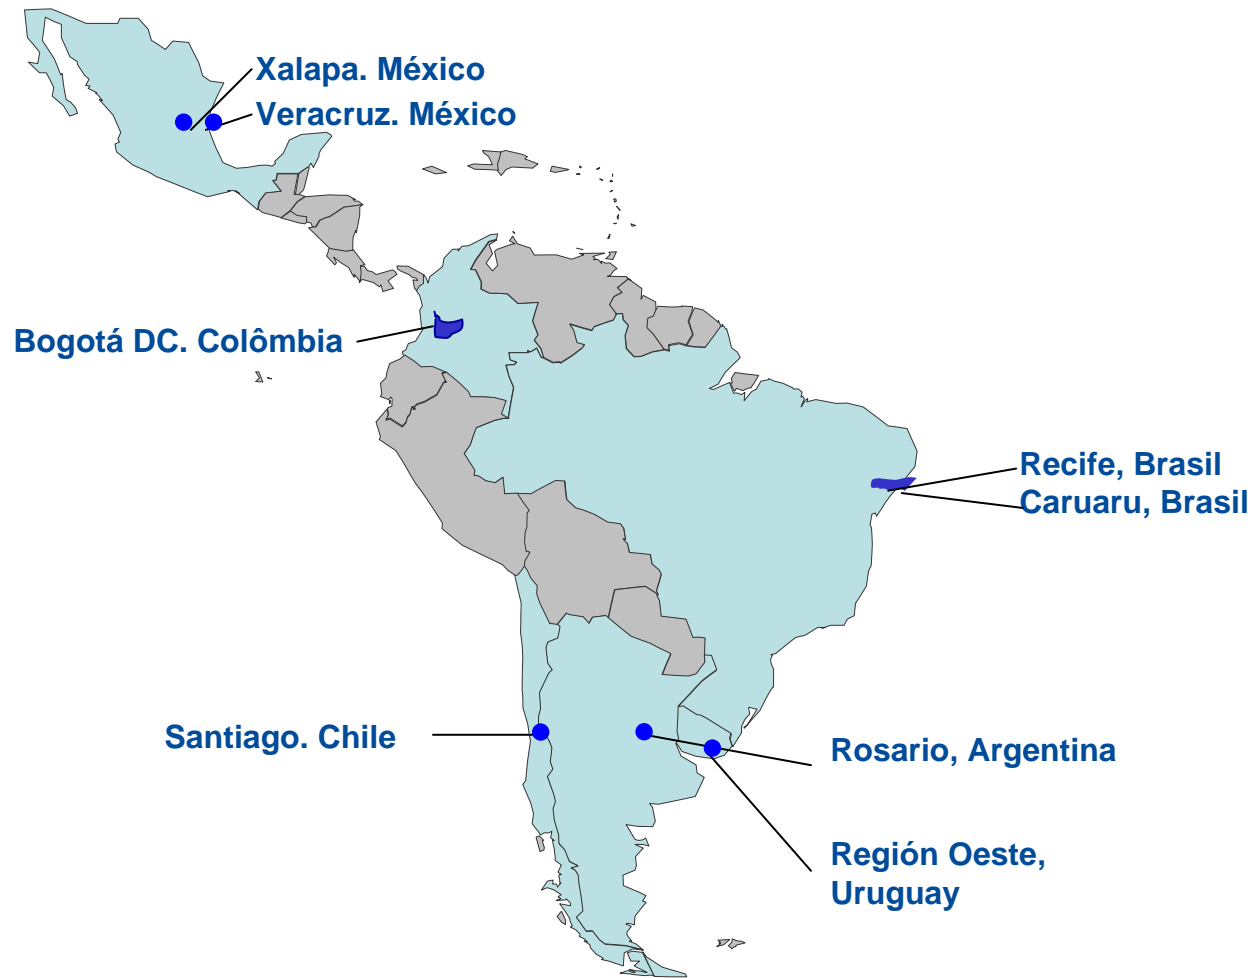 Xalapa. México
Veracruz. México
Bogotá DC. Colômbia
Recife, Brasil
Caruaru, Brasil
Santiago. Chile
Rosario, Argentina
Región Oeste,
Uruguay